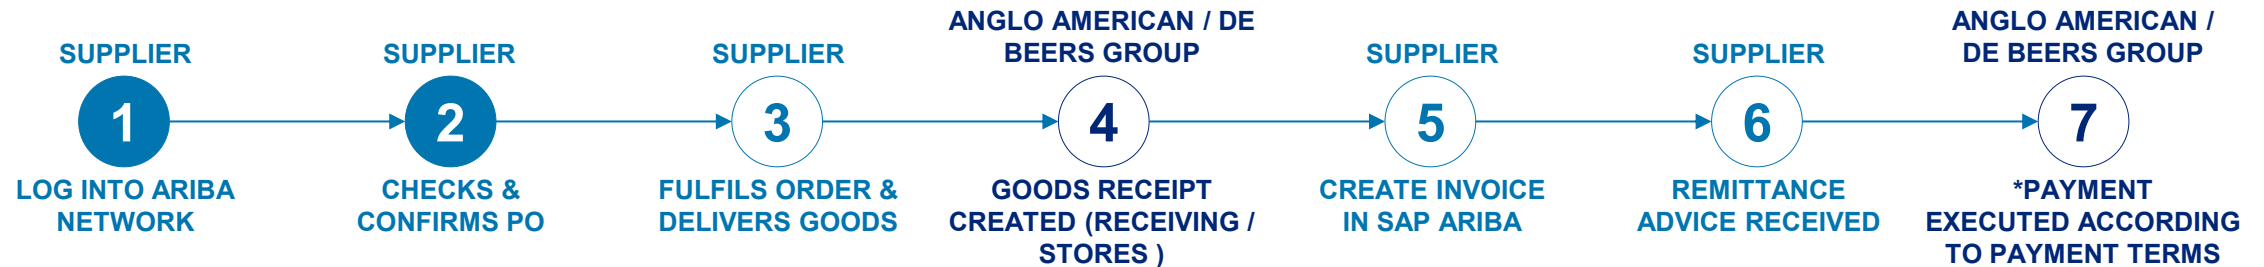 SUPPLIER
1
LOG INTO ARIBA
NETWORK
SUPPLIER
2
CHECKS &
CONFIRMS PO
SUPPLIER
3
FULFILS ORDER &
DELIVERS GOODS
ANGLO AMERICAN / DE
BEERS GROUP
4
GOODS RECEIPT
CREATED (RECEIVING /
STORES )
SUPPLIER
5
CREATE INVOICE
IN SAP ARIBA
SUPPLIER
6
REMITTANCE
ADVICE RECEIVED
ANGLO AMERICAN /
DE BEERS GROUP
7
*PAYMENT
EXECUTED ACCORDING
TO PAYMENT TERMS